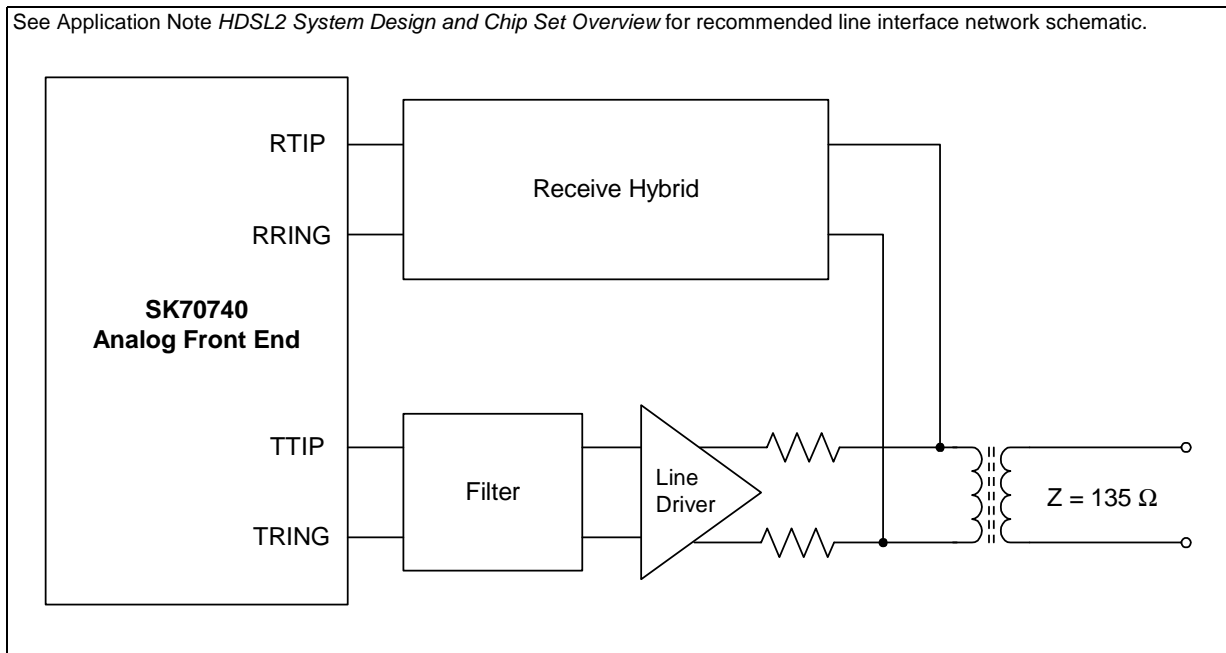 See Application Note HDSL2 System Design and Chip Set Overview for recommended line interface network schematic.
RTIP
Receive Hybrid
RRING
SK70740
Analog Front End
TTIP
Filter
Line
Driver
Z = 135 Ω
TRING